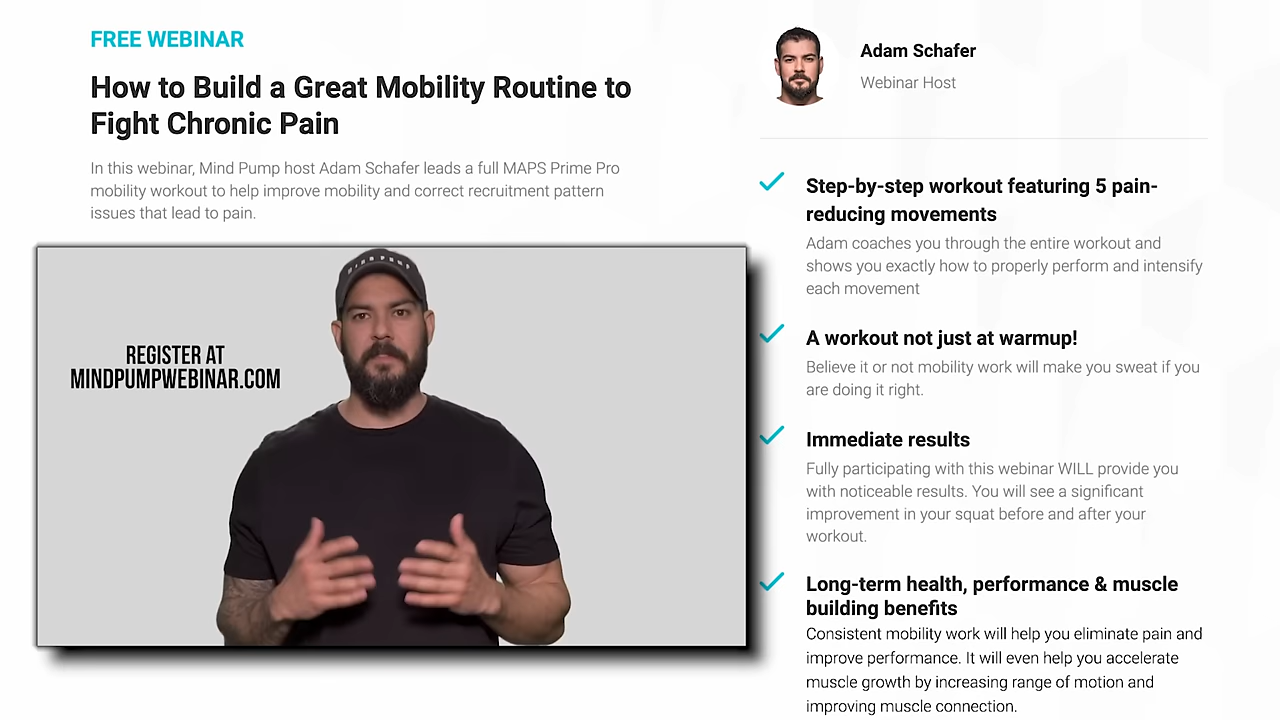 FREE WEBINAR
How to Build a Great Mobility Routine to
Fight Chronic Pain
In this webinar, Mind Pump host Adam Schafer leads a full MAPS Prime Pro
mobility workout to help improve mobility and correct recruitment pattern
issues that lead to pain.
MIND PUMP
REGISTER AT
MINDPUMPWEBINAR.COM
Adam Schafer
Webinar Host
Step-by-step workout featuring 5 pain-
reducing movements
Adam coaches you through the entire workout and
shows you exactly how to properly perform and intensify
each movement
A workout not just at warmup!
Believe it or not mobility work will make you sweat if you
are doing it right.
Immediate results
Fully participating with this webinar WILL provide you
with noticeable results. You will see a significant
improvement in your squat before and after your
workout.
Long-term health, performance & muscle
building benefits
Consistent mobility work will help you eliminate pain and
improve performance. It will even help you accelerate
muscle growth by increasing range of motion and
improving muscle connection.